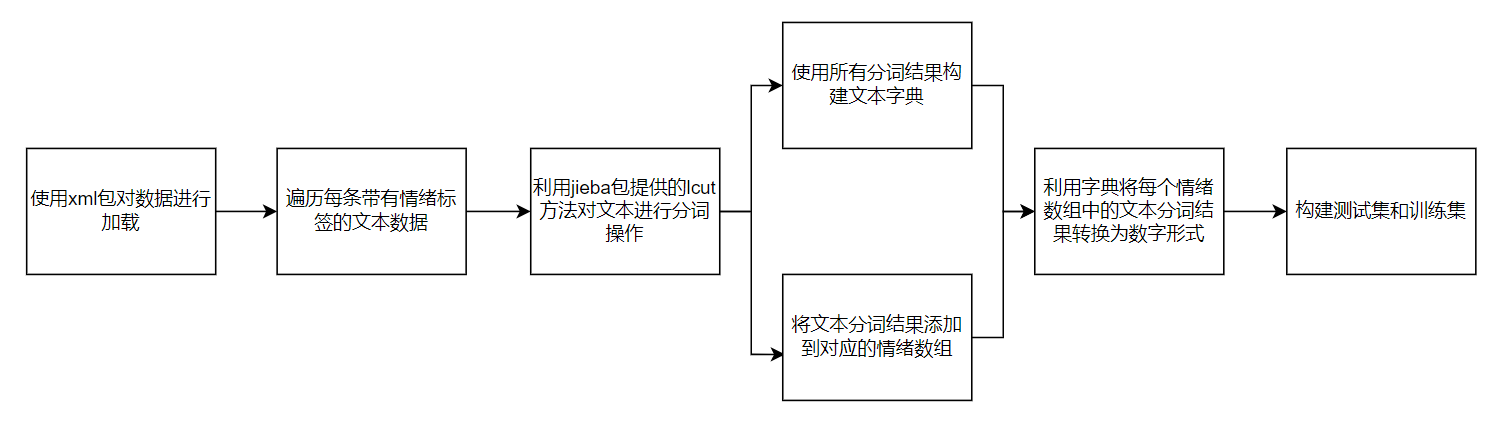 使用xml包对数据进行
加载
遍历每条带有情绪标
签的文本数据
利用jieba包提供的lcut
方法对文本进行分词
操作
使用所有分词结果构
建文本字典
将文本分词结果添加
到对应的情绪数组
利用字典将每个情绪
数组中的文本分词结
果转换为数字形式
构建测试集和训练集